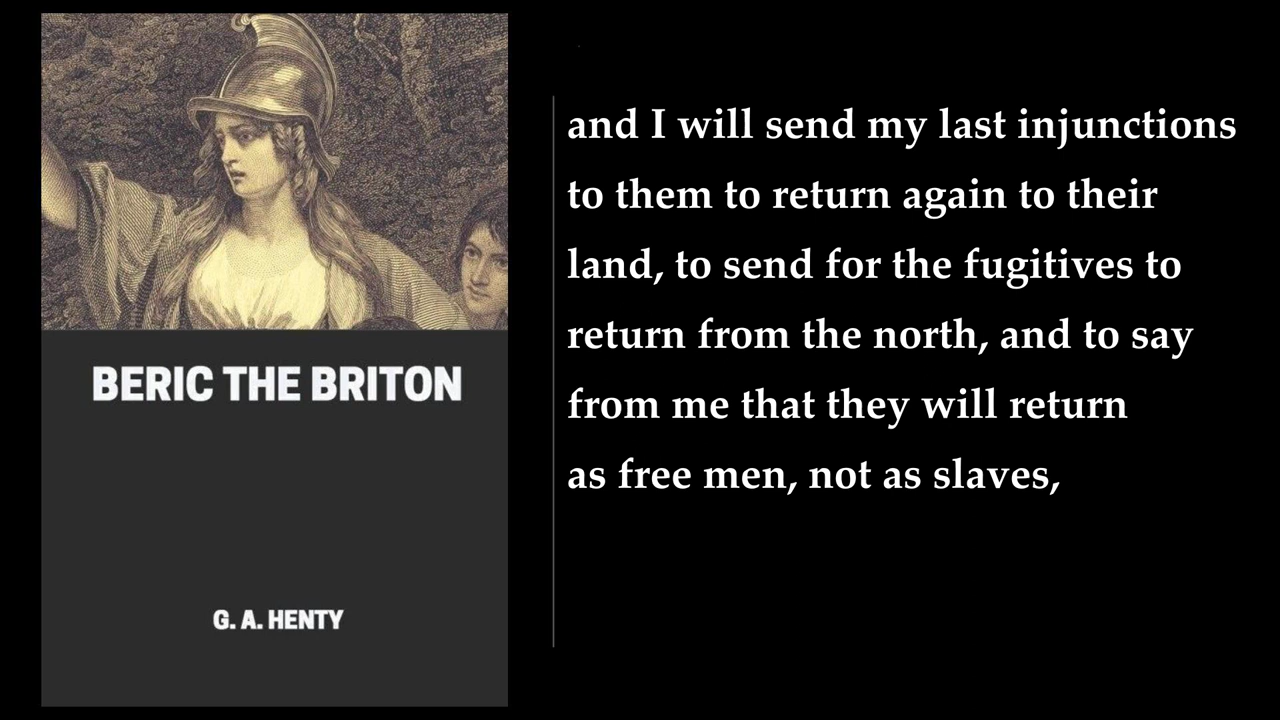 BERIC THE BRITON
G. A. HENTY
and I will send my last injunctions
to them to return again to their
land, to send for the fugitives to
return from the north, and to say
from me that they will return
as free men, not as slaves,